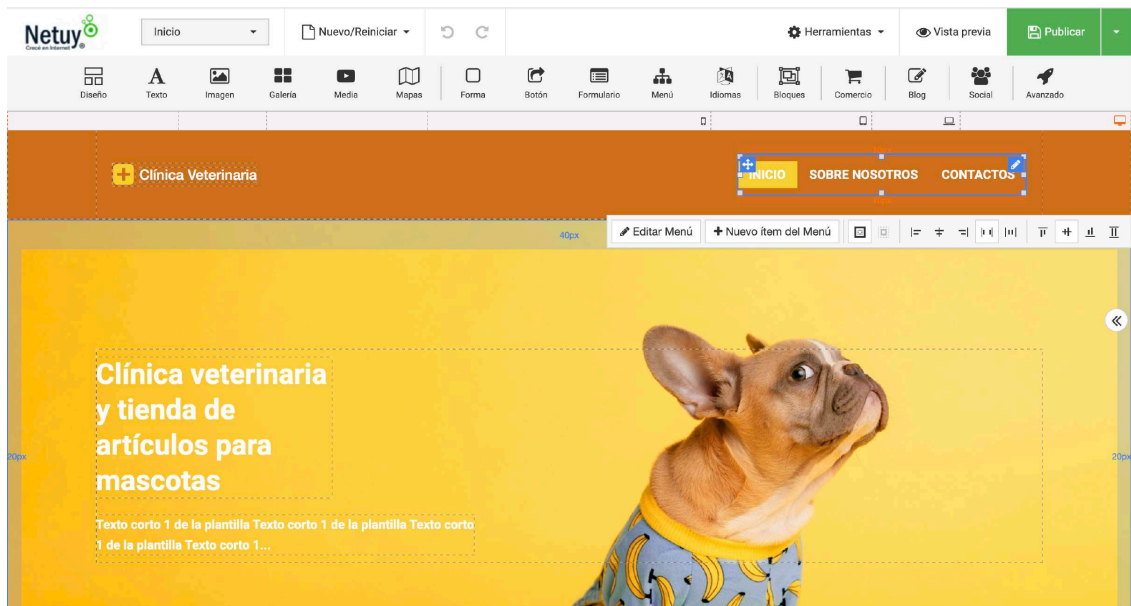 Netuy
Crecé en Internet
Inicio
Nuevo/Reiniciar
Herramientas
Vista previa
Publicar
Diseño
Texto
Imagen
Galería
Media
Mapas
Forma
Botón
Formulario
Menú
Idiomas
Bloques
Comercio
Blog
Social
Avanzado
Clínica Veterinaria
INICIO
SOBRE NOSOTROS
CONTACTOS
Editar Menú
Nuevo ítem del Menú
40px
Clínica veterinaria
y tienda de
artículos para
mascotas
20px
20px
Texto corto 1 de la plantilla Texto corto 1 de la plantilla Texto corto
1 de la plantilla Texto corto 1...